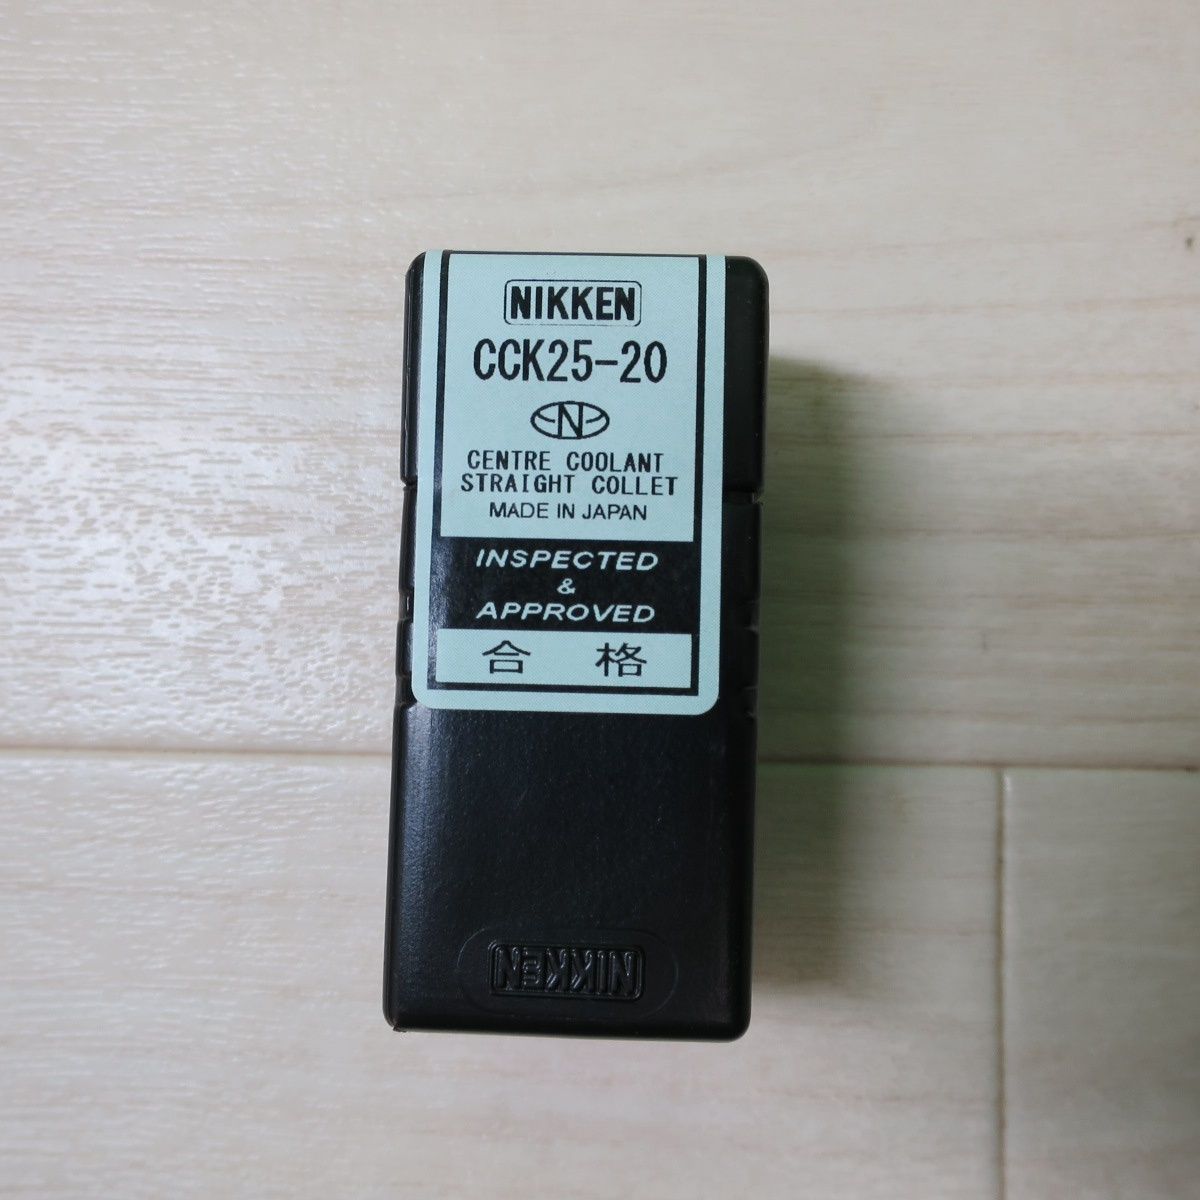 NIKKEN
CCK25-20
N
CENTRE COOLANT
STRAIGHT COLLET
MADE IN JAPAN
INSPECTED
&
APPROVED
合格
NIKKEN